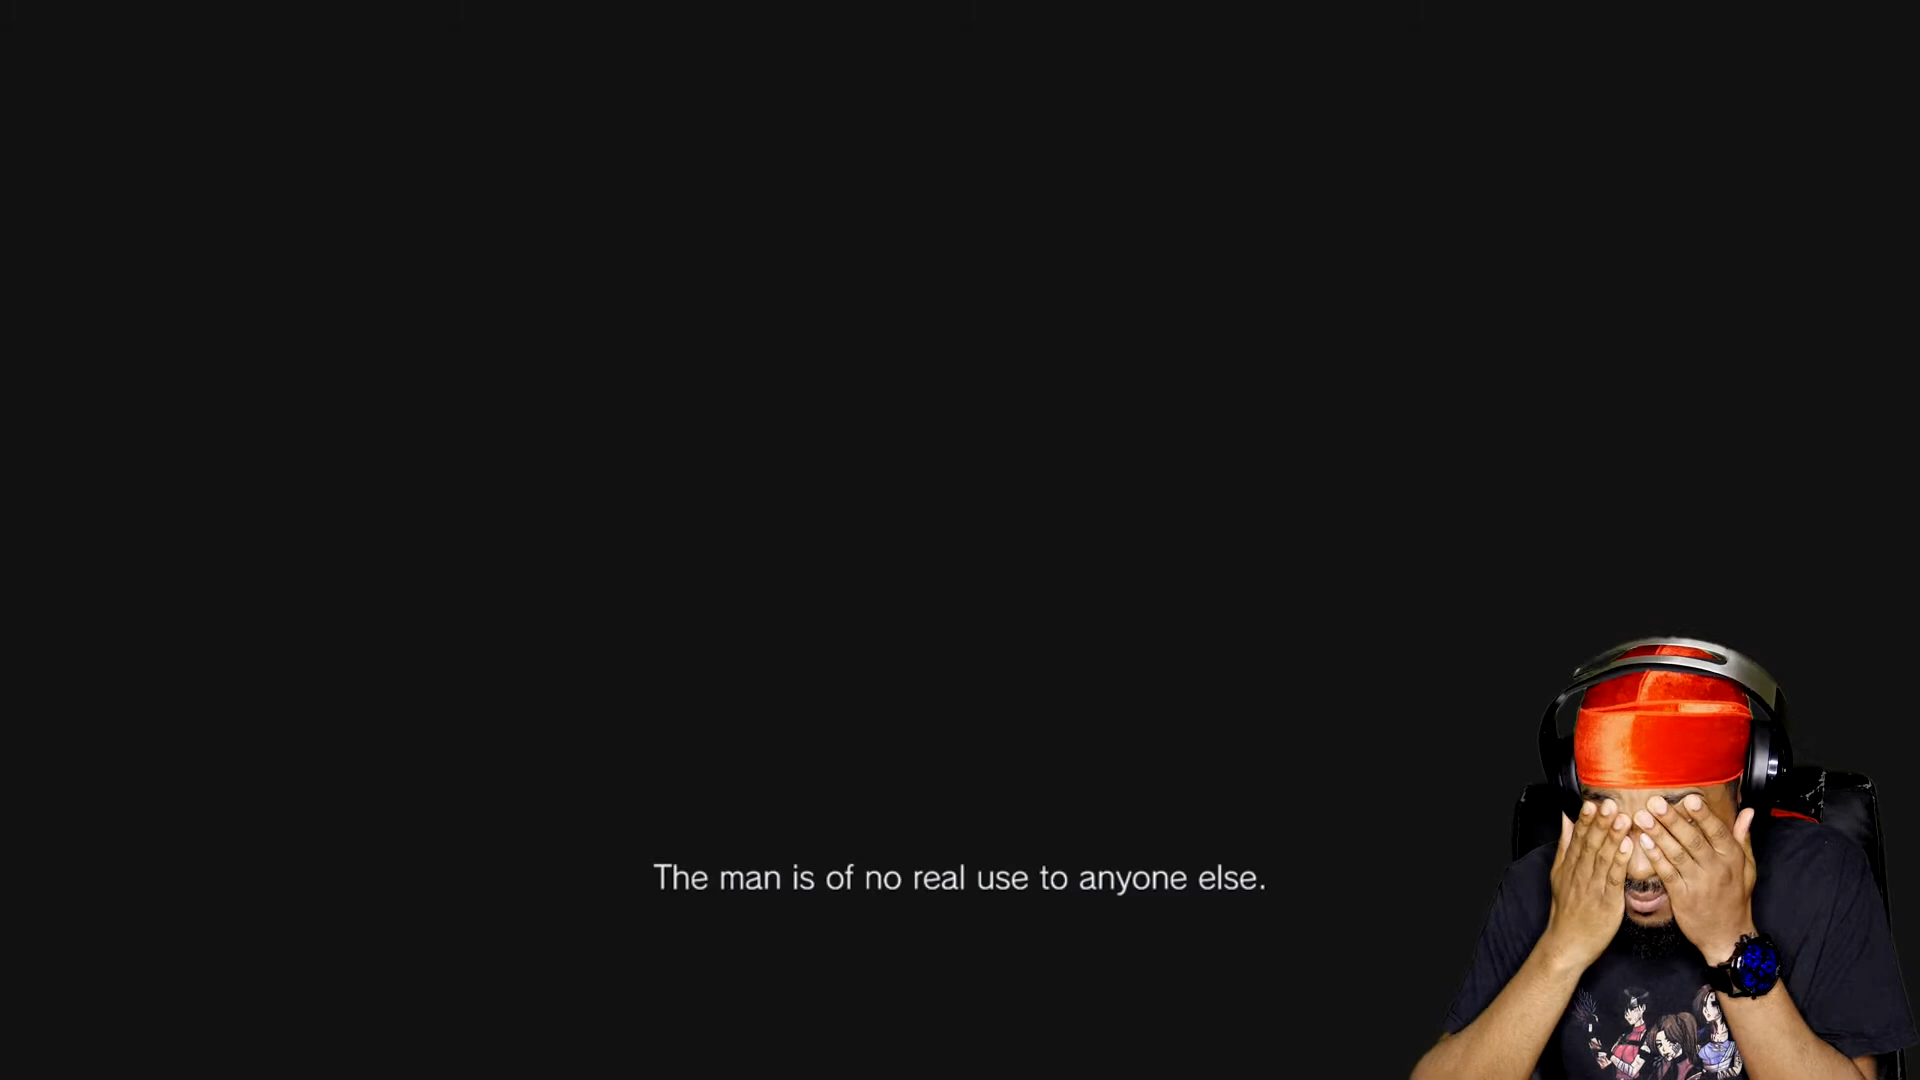 The man is of no real use to anyone else.